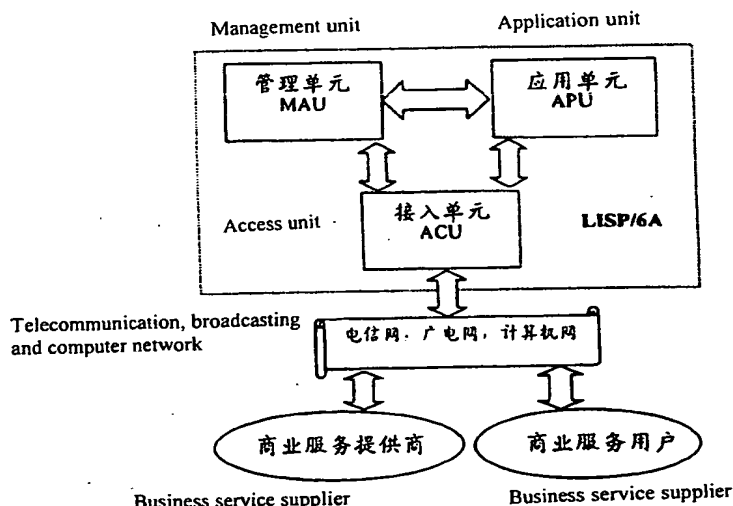 Management unit
Application unit
管理单元
MAU
应用单元
APU
Access unit
接入单元
ACU
LISP/6A
Telecommunication, broadcasting
and computer network
电信网．广电网，计算机网
商业服务提供商
商业服务用户
Business service supplier
Business service supplier